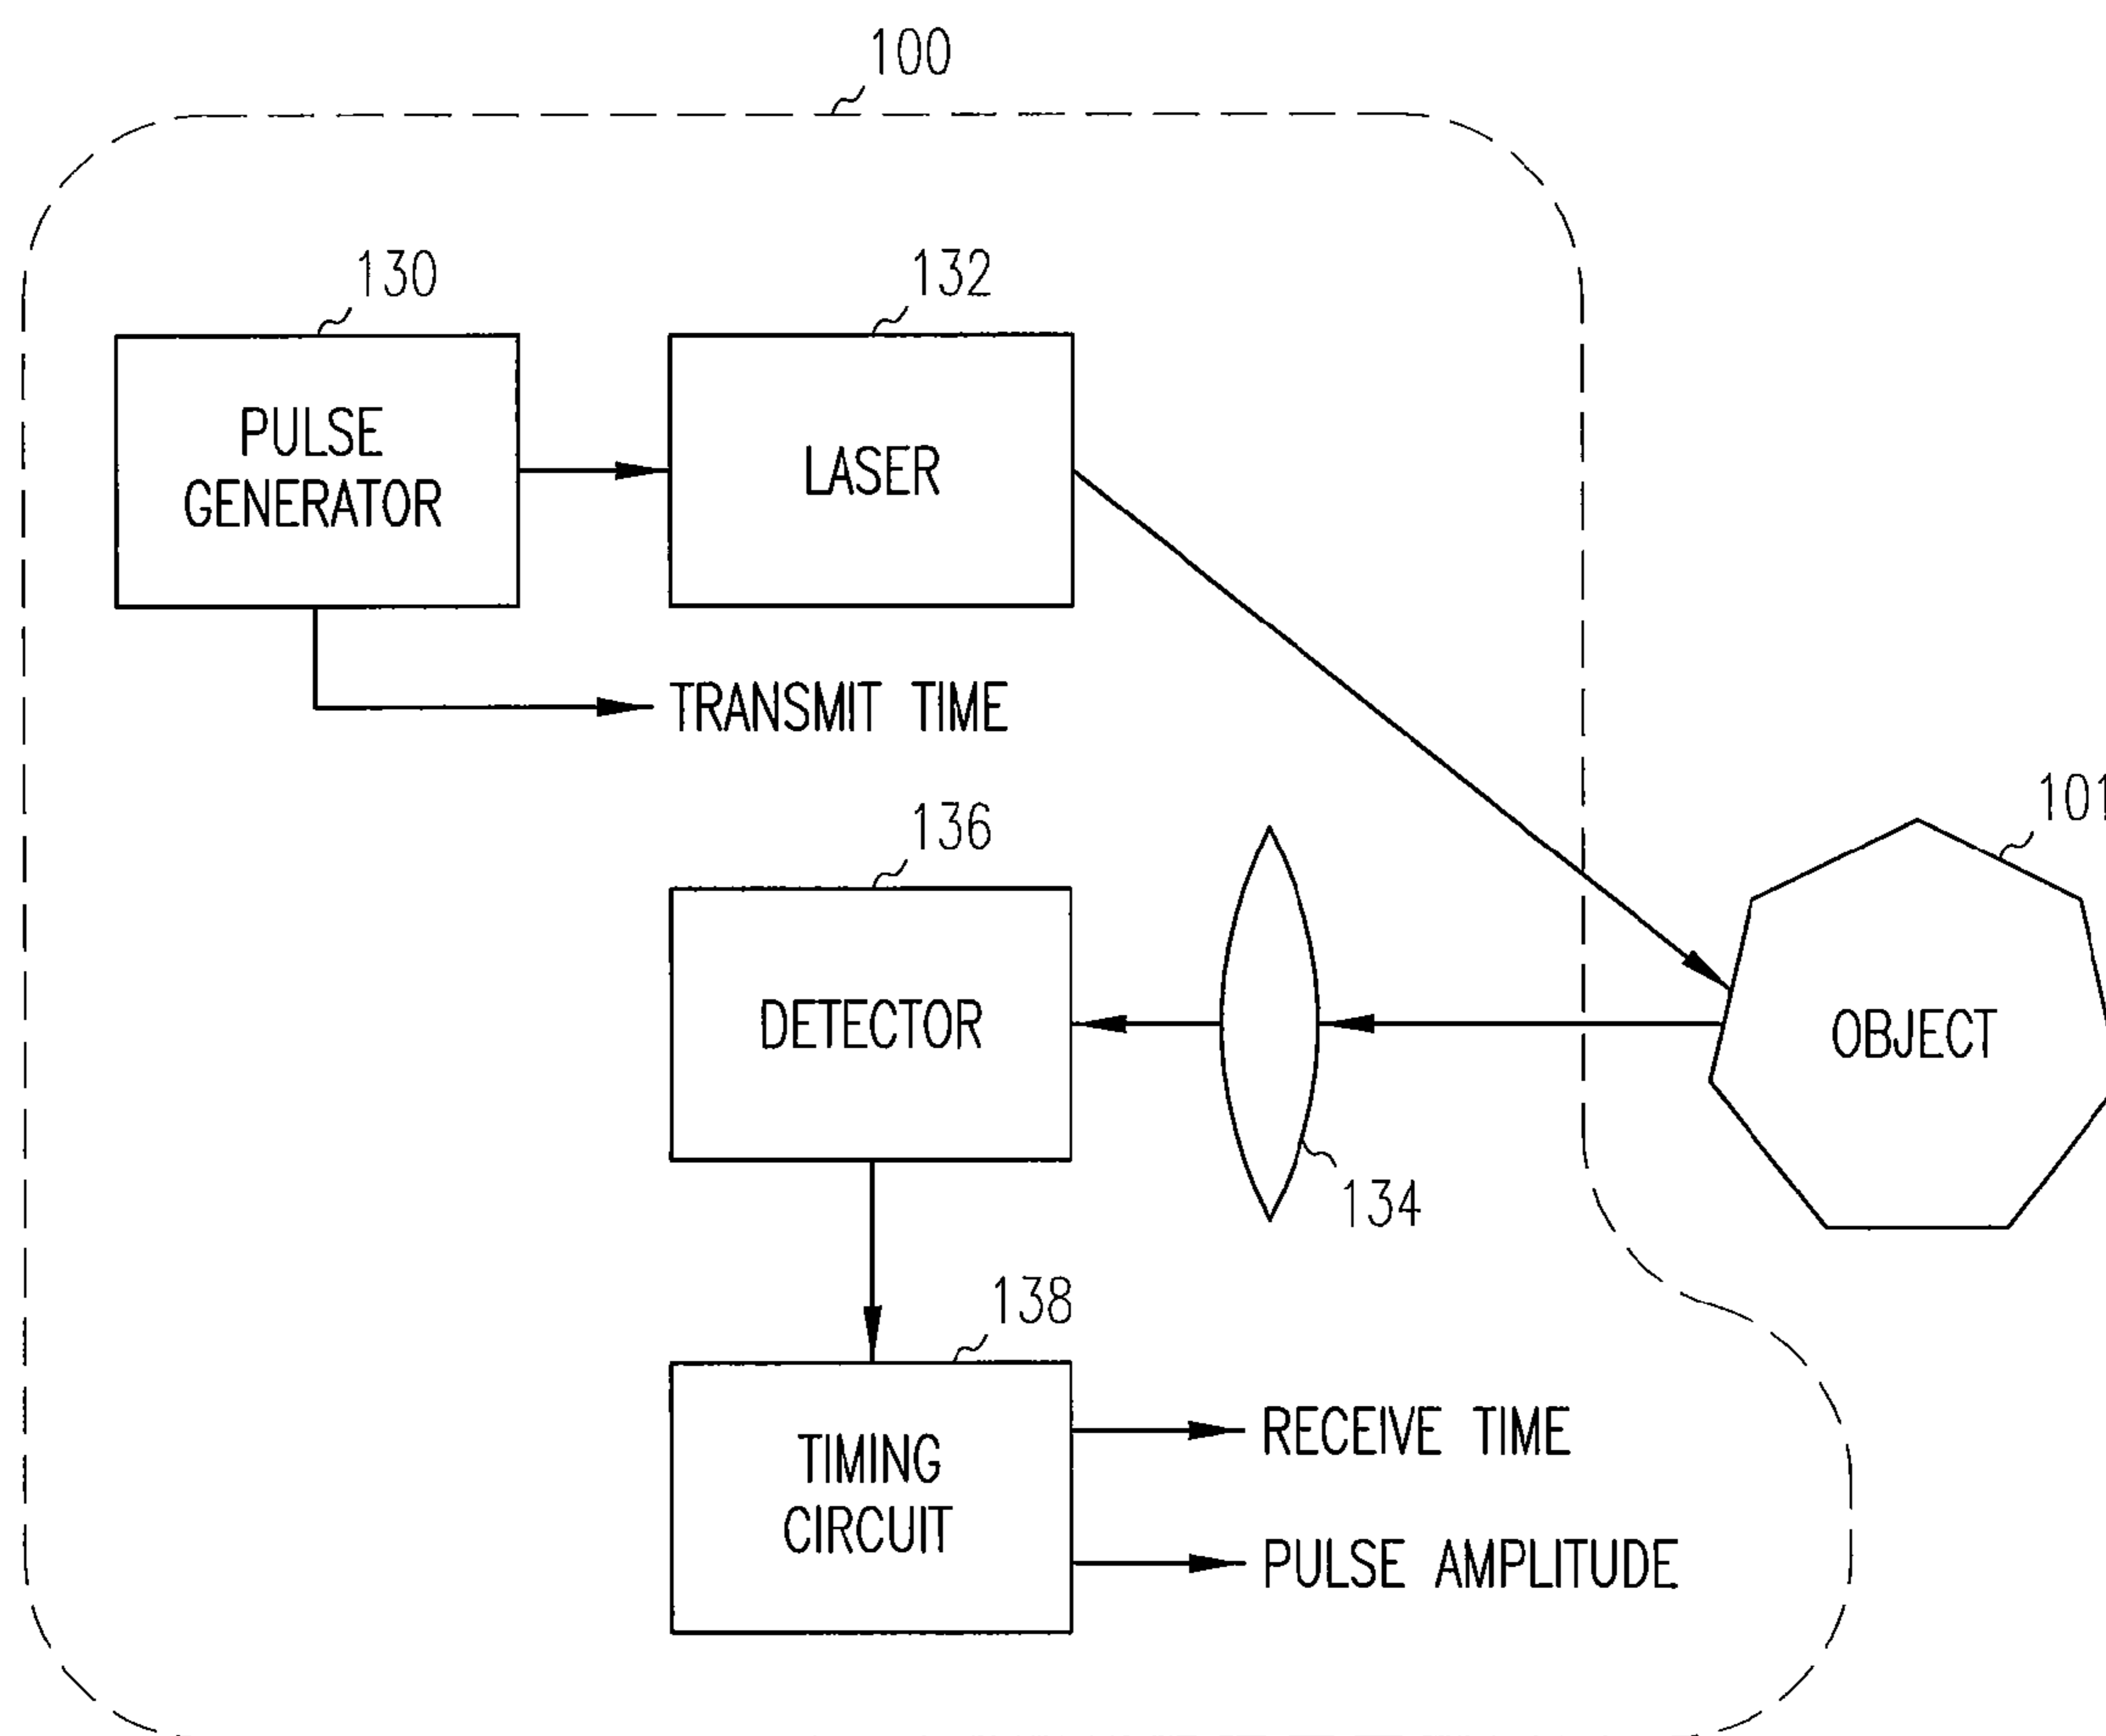 100
130
132
PULSE
GENERATOR
LASER
TRANSMIT TIME
136
101
DETECTOR
OBJECT
134
138
TIMING
CIRCUIT
RECEIVE TIME
PULSE AMPLITUDE